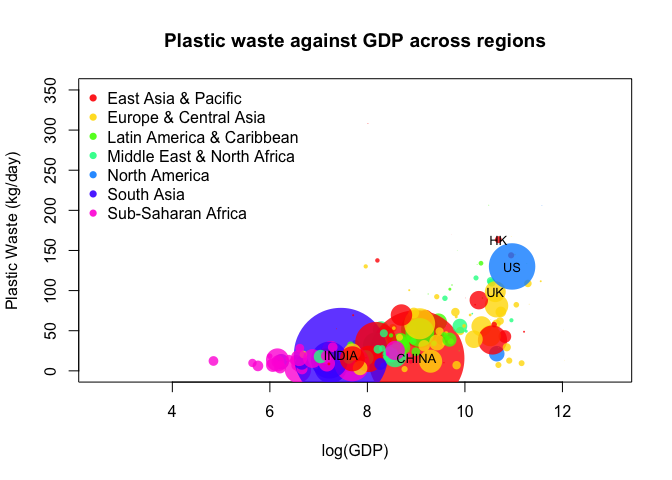 Plastic waste against GDP across regions
Plastic Waste (kg/day)
350
300
250
200
150
100
50
0
East Asia & Pacific
Europe & Central Asia
Latin America & Caribbean
Middle East & North Africa
North America
South Asia
Sub-Saharan Africa
HK
US
UK
INDIA
CHINA
4 6 8 10 12
log(GDP)